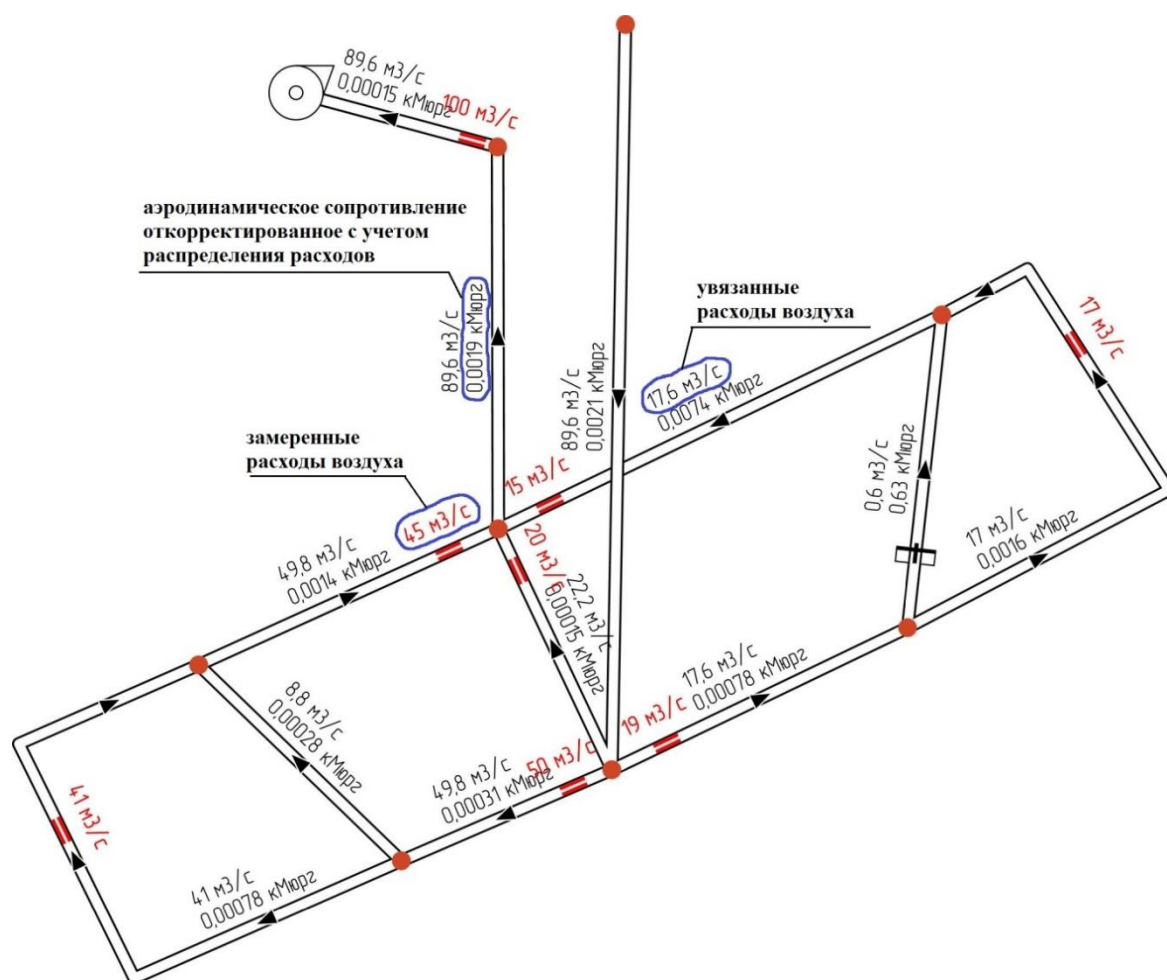 89,6 м3/с
0,00015 кМюрг
100 м3/с
аэродинамическое сопротивление
откорректированное с учетом
распределения расходов
89,6 м3/с
0,0019 кМюрг
увязанные
расходы воздуха
17 м3/с
89,6 м3/с
0,0021 кМюрг
17,6 м3/с
0,0074 кМюрг
замеренные
расходы воздуха
15 м3/с
45 м3/с
0,6 м3/с
0,63 кМюрг
20 м3/с
22,2 м3/с
0,00015 кМюрг
17 м3/с
0,0016 кМюрг
49,8 м3/с
0,0014 кМюрг
17,6 м3/с
0,00078 кМюрг
8,8 м3/с
0,00028 кМюрг
19 м3/с
50 м3/с
49,8 м3/с
0,00031 кМюрг
41 м3/с
41 м3/с
0,00078 кМюрг